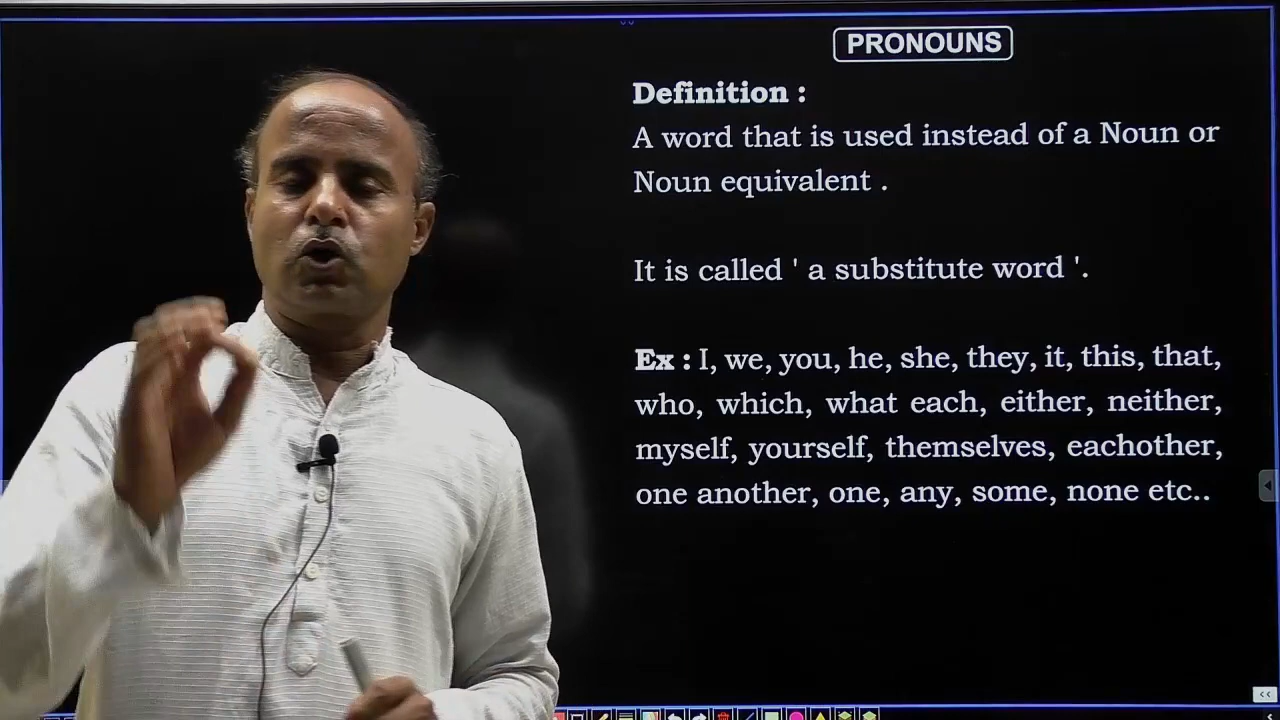 PRONOUNS
Definition :
A word that is used instead of a Noun or
Noun equivalent .
It is called ' a substitute word '.
Ex : I, we, you, he, she, they, it, this, that,
who, which, what each, either, neither,
myself, yourself, themselves, eachother,
one another, one, any, some, none etc..